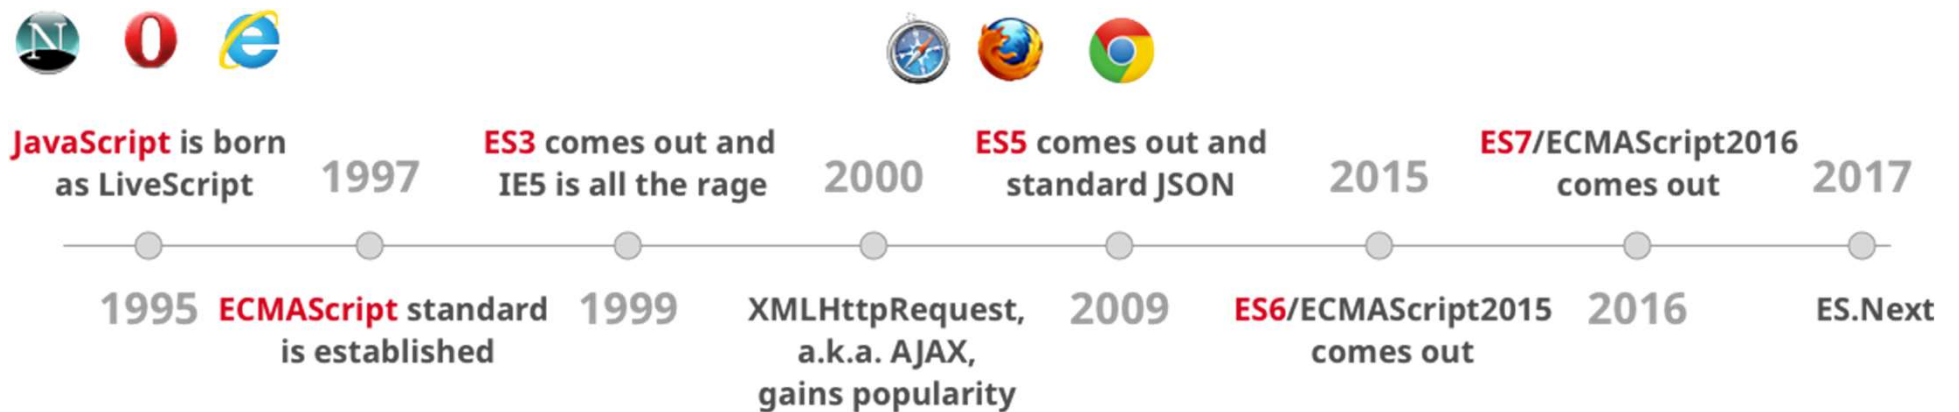 JavaScript is born
as LiveScript
1995
1997
ECMAScript standard
is established
ES3 comes out and
IE5 is all the rage
1999
2000
XMLHttpRequest,
a.k.a. AJAX,
gains popularity
ES5 comes out and
standard JSON
2009
2015
ES6/ECMAScript2015
comes out
ES7/ECMAScript2016
comes out
2016
2017
ES.Next